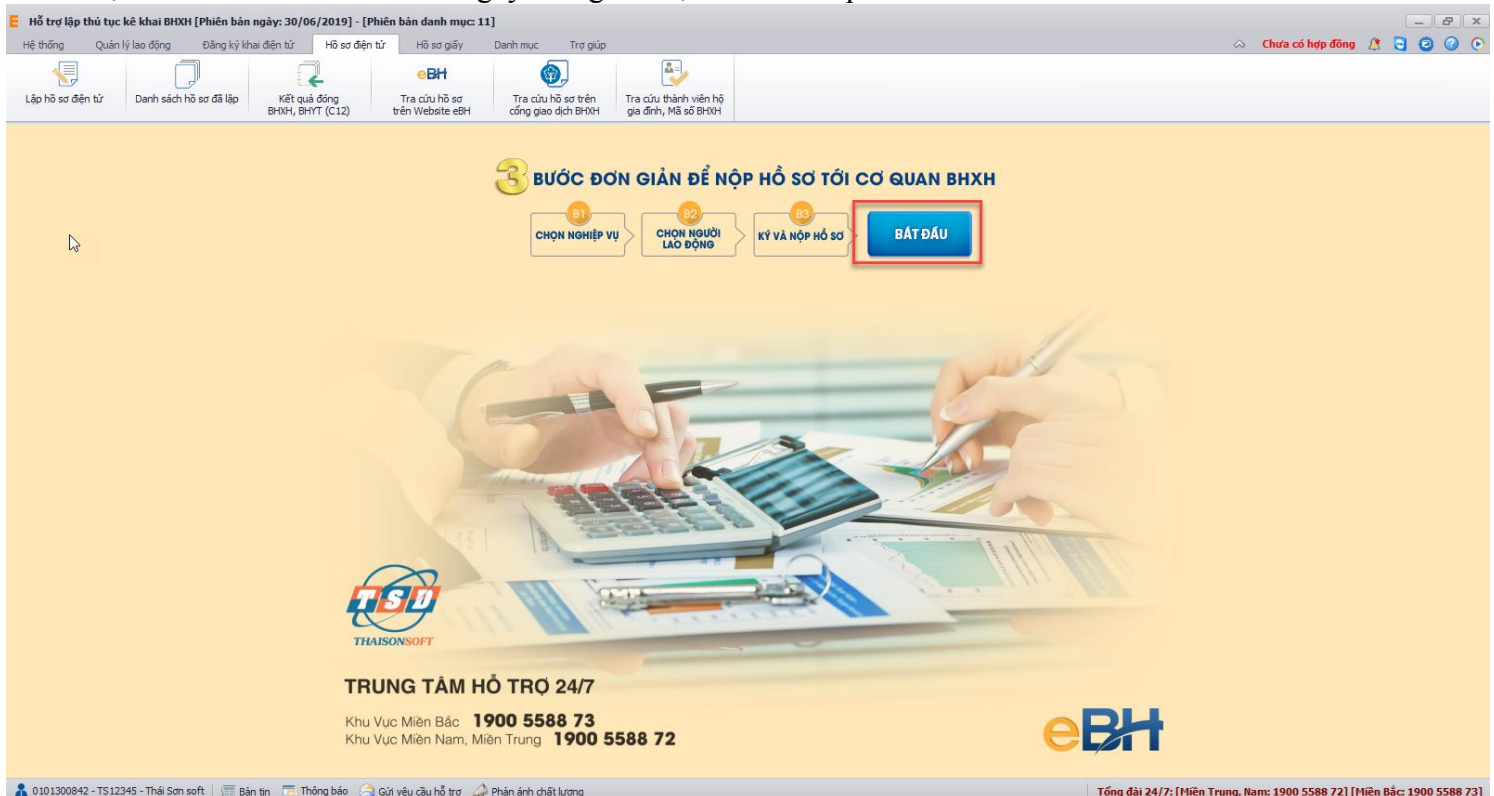 E Hỗ trợ lập thủ tục kê khai BHXH [Phiên bản ngày: 30/06/2019] - [Phiên bản danh mục: 11]
Hệ thống Quản lý lao động Đăng ký khai điện tử Hồ sơ điện tử Hồ sơ giấy Danh mục Trợ giúp Chưa có hợp đồng
eBH
Lập hồ sơ điện tử Danh sách hồ sơ đã lập Kết quả đóng Tra cứu hồ sơ Tra cứu hồ sơ trên Tra cứu thành viên hộ
BHXH, BHYT (C12) trên Website eBH cổng giao dịch BHXH gia đình, Mã số BHXH
3 BƯỚC ĐƠN GIẢN ĐỂ NỘP HỒ SƠ TỚI CƠ QUAN BHXH
B1 B2 B3
CHỌN NGHIỆP VỤ CHỌN NGƯỜI KÝ VÀ NỘP HỒ SƠ BẮT ĐẦU
LAO ĐỘNG
TSD
THAISONSOFT
TRUNG TÂM HỖ TRỢ 24/7
Khu Vực Miền Bắc 1900 5588 73
Khu Vực Miền Nam, Miền Trung 1900 5588 72
eBH
0101300842 - TS12345 - Thái Sơn soft Bản tin Thông báo Gửi yêu cầu hỗ trợ Phản ánh chất lượng Tổng đài 24/7: [Miền Trung, Nam: 1900 5588 72] [Miền Bắc: 1900 5588 73]